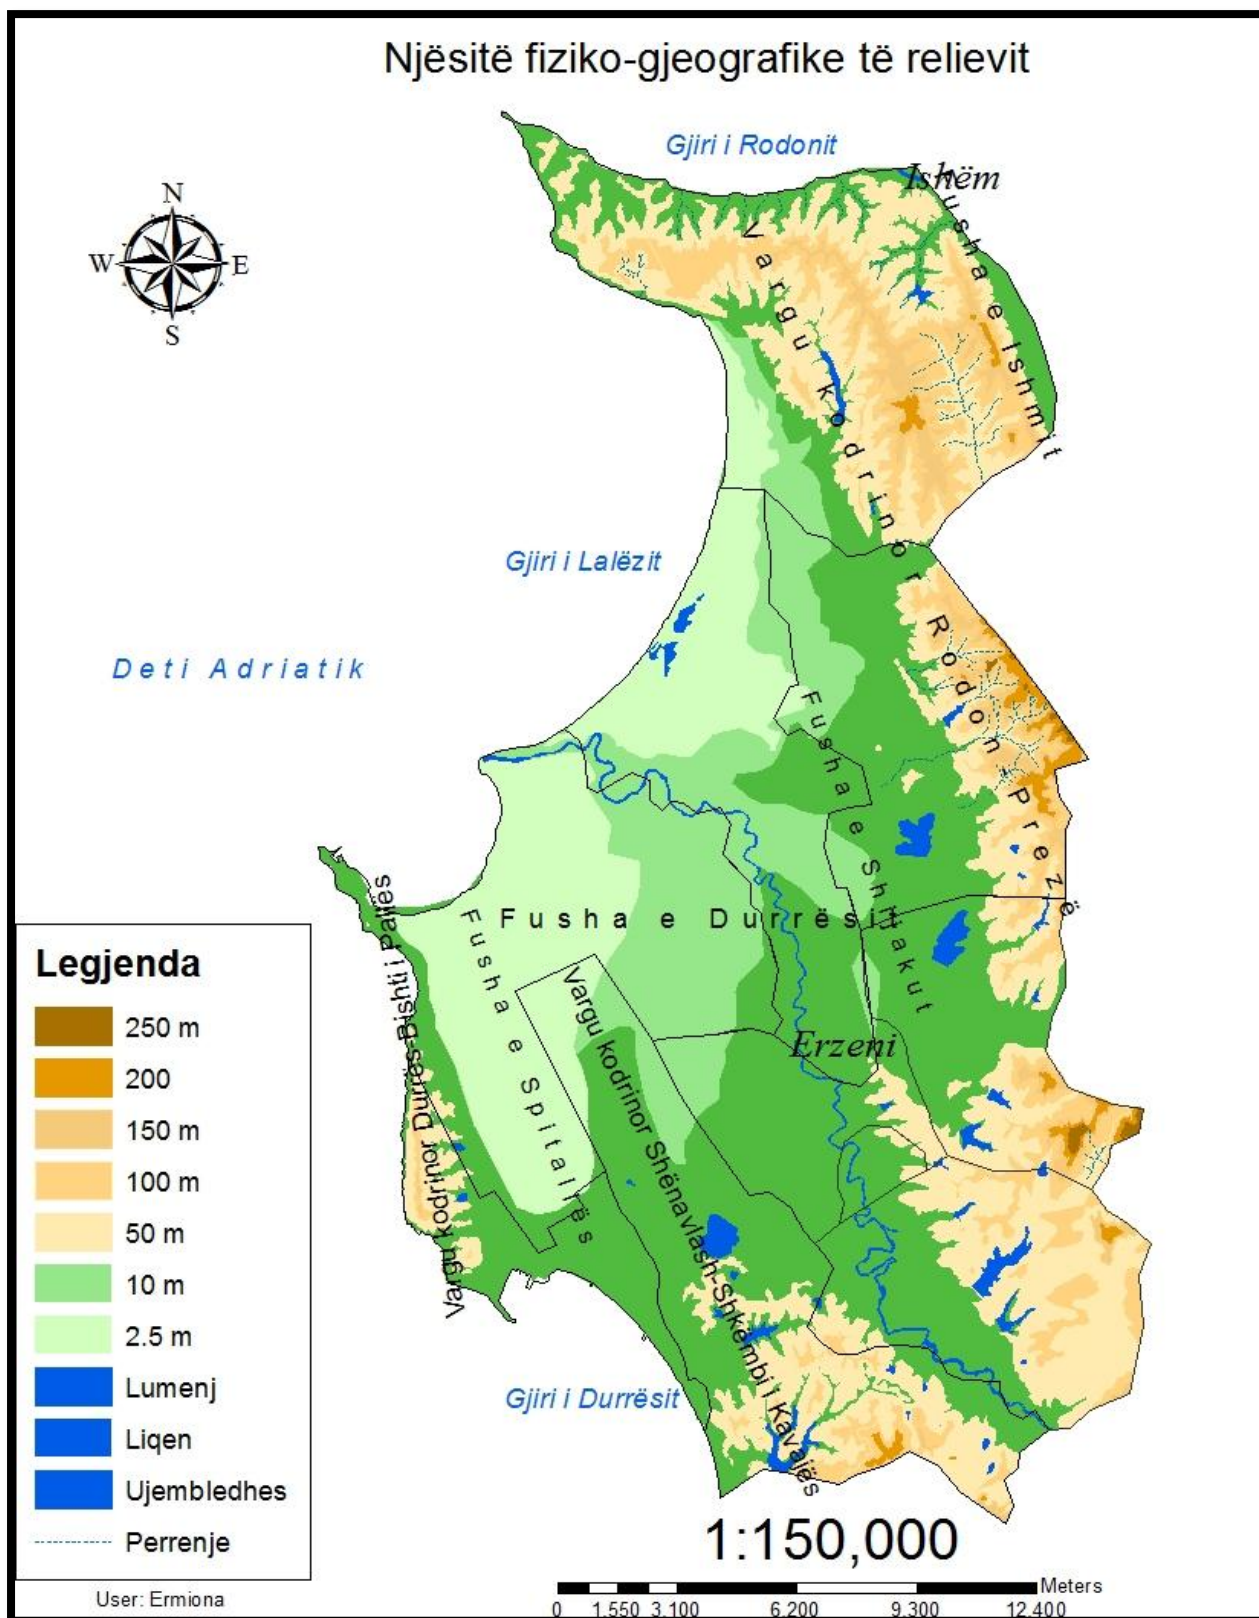 Njësitë fiziko-gjeografike të relievit
Gjiri i Rodonit
Ishëm
Fusha e Ishmit
N
W E
S
Vargu kodrinor Rodon-Prezë
Gjiri i Lalëzit
Deti Adriatik
Fusha e Shijakut
Fusha e Durrësit
Fusha e Spitallës
Vargu kodrinor Durrës-Bishti i Pallës
Vargu kodrinor Shënavlash-Shkëmbi i Kavajës
Erzeni
Gjiri i Durrësit
Legjenda
250 m
200
150 m
100 m
50 m
10 m
2.5 m
Lumenj
Liqen
Ujembledhes
Perrenje
User: Ermiona
1:150,000
Meters
0 1.550 3.100 6.200 9.300 12.400